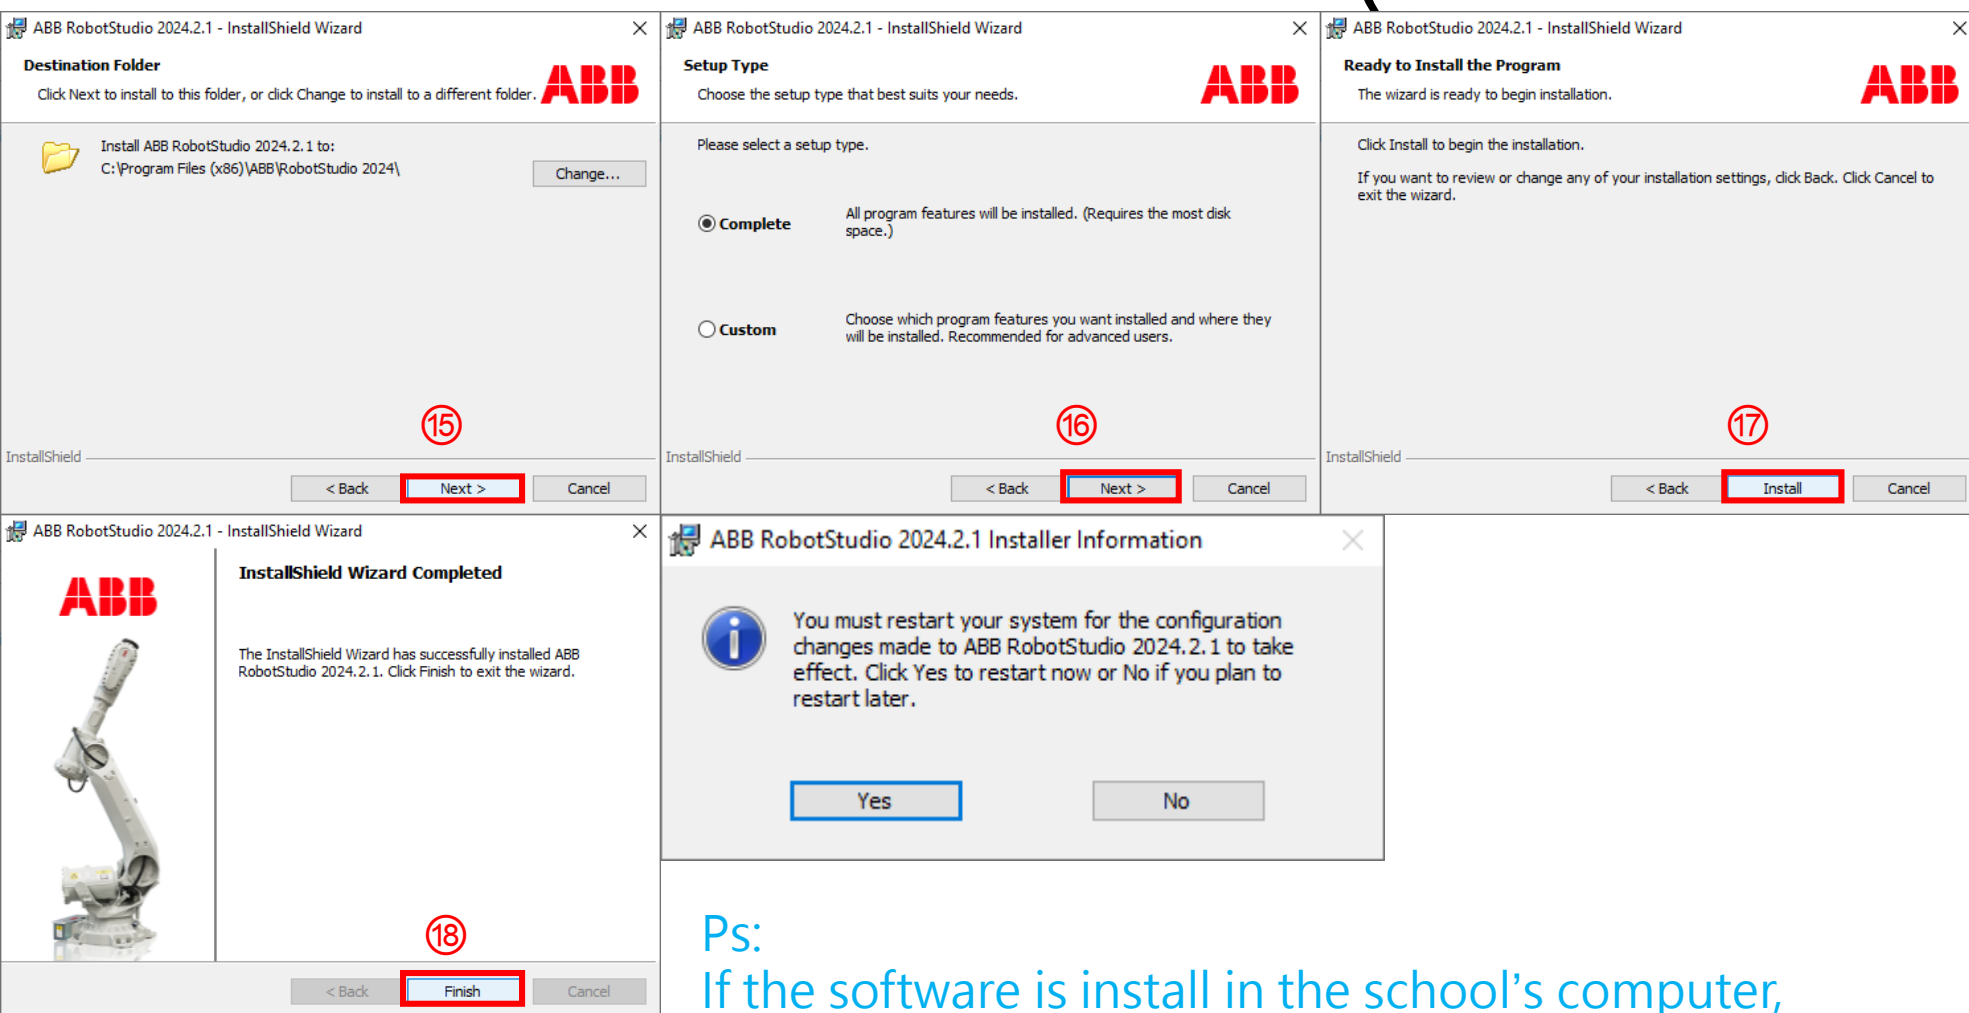 ABB RobotStudio 2024.2.1 - InstallShield Wizard
Destination Folder
Click Next to install to this folder, or click Change to install to a different folder.
ABB
Install ABB RobotStudio 2024.2.1 to:
C:\Program Files (x86)\ABB\RobotStudio 2024\
Change...
⑮
InstallShield
< Back
Next >
Cancel
ABB RobotStudio 2024.2.1 - InstallShield Wizard
Setup Type
Choose the setup type that best suits your needs.
ABB
Please select a setup type.
Complete
All program features will be installed. (Requires the most disk
space.)
Custom
Choose which program features you want installed and where they
will be installed. Recommended for advanced users.
⑯
InstallShield
< Back
Next >
Cancel
ABB RobotStudio 2024.2.1 - InstallShield Wizard
Ready to Install the Program
The wizard is ready to begin installation.
ABB
Click Install to begin the installation.
If you want to review or change any of your installation settings, click Back. Click Cancel to
exit the wizard.
⑰
InstallShield
< Back
Install
Cancel
ABB RobotStudio 2024.2.1 - InstallShield Wizard
ABB
InstallShield Wizard Completed
The InstallShield Wizard has successfully installed ABB
RobotStudio 2024.2.1. Click Finish to exit the wizard.
⑱
< Back
Finish
Cancel
ABB RobotStudio 2024.2.1 Installer Information
You must restart your system for the configuration
changes made to ABB RobotStudio 2024.2.1 to take
effect. Click Yes to restart now or No if you plan to
restart later.
Yes
No
Ps:
If the software is install in the school’s computer,